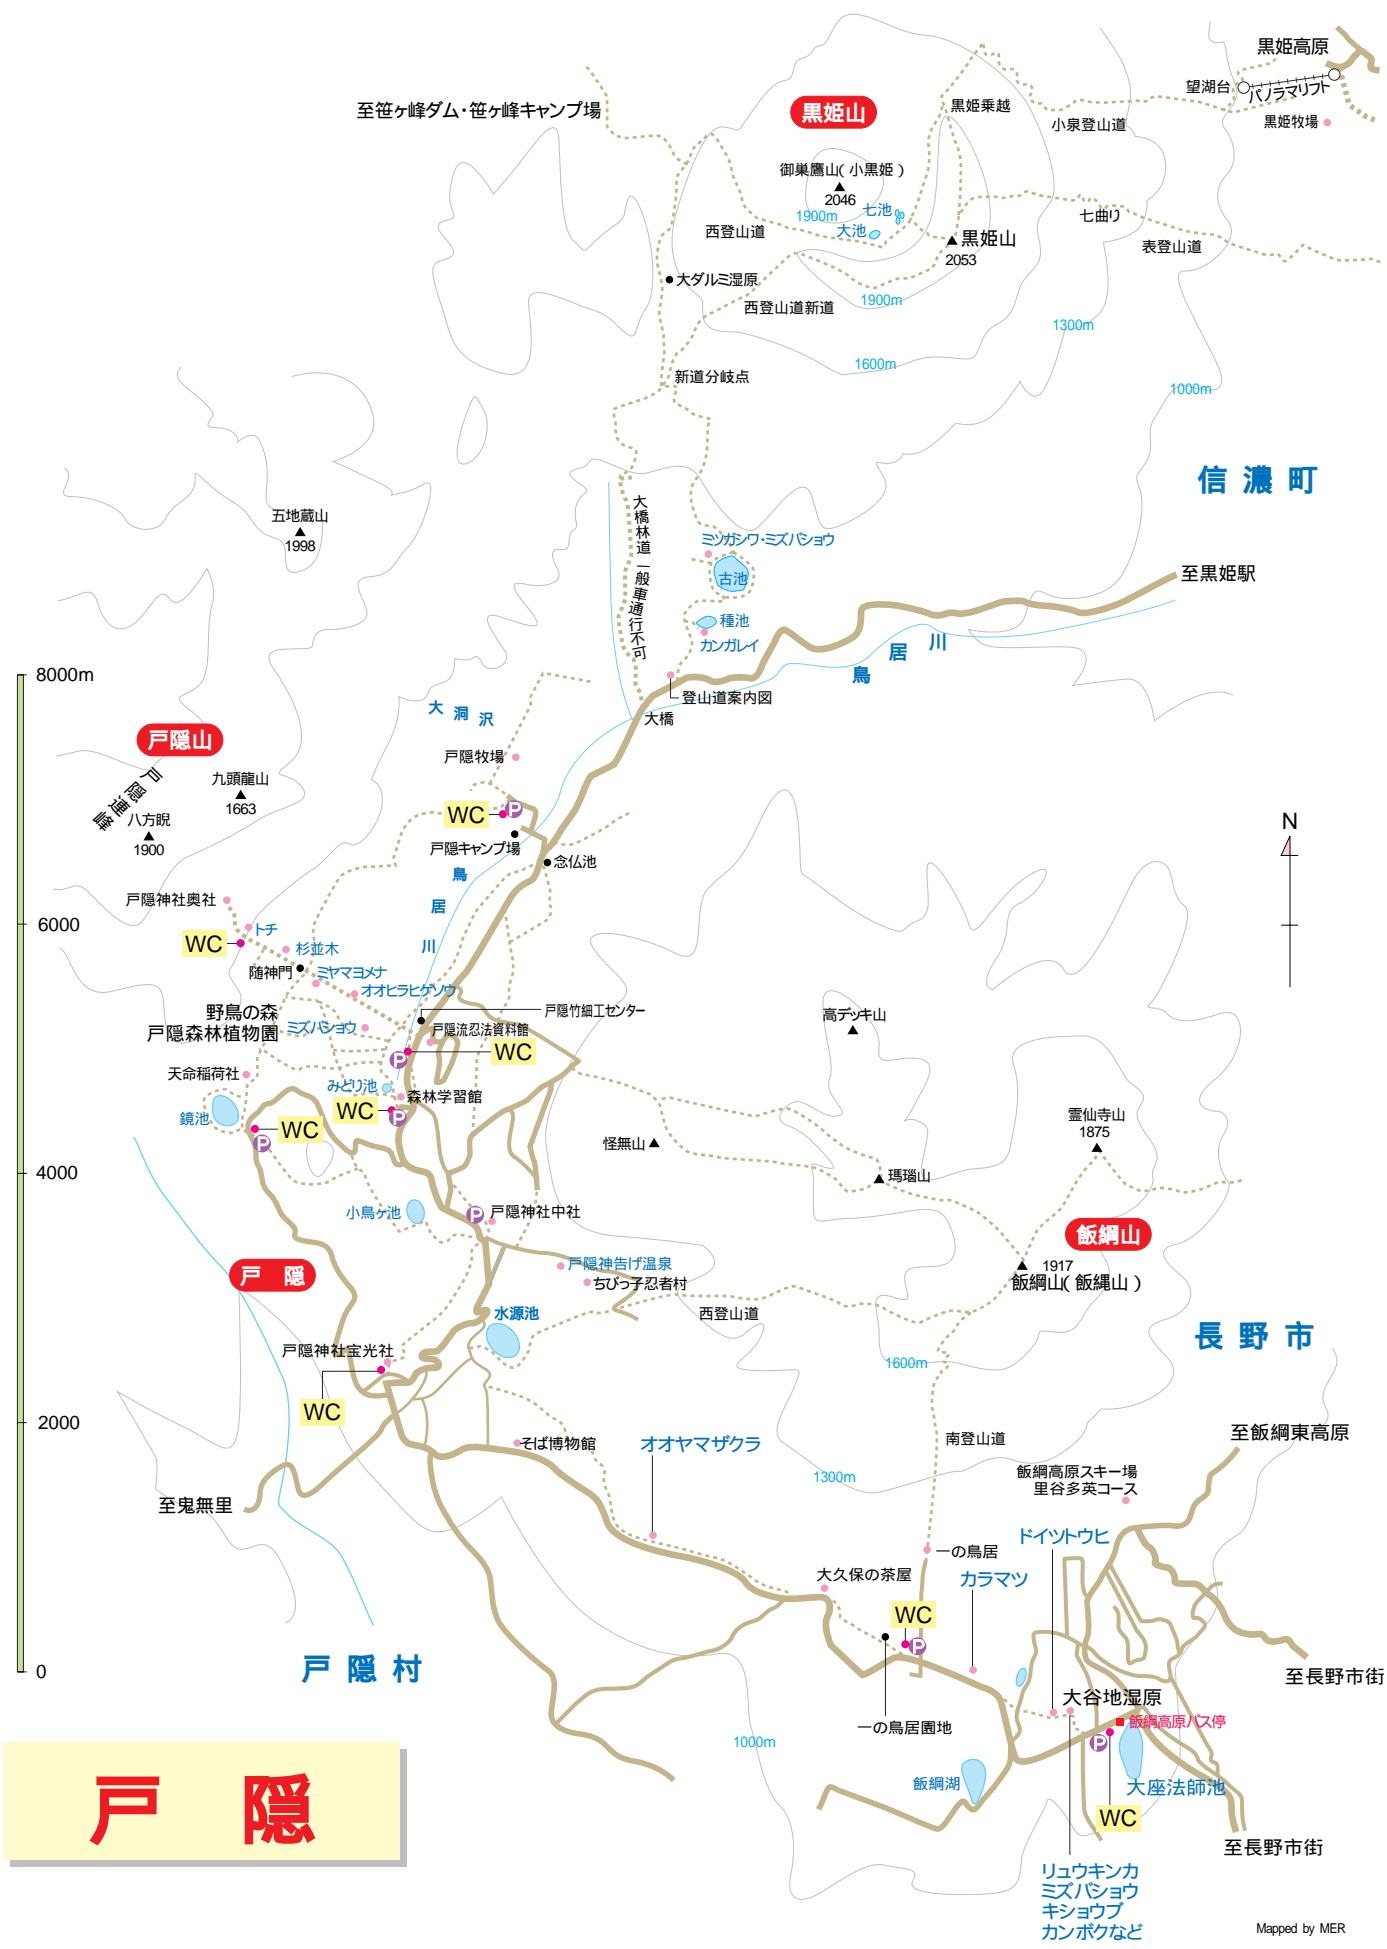 黒姫高原
望湖台
パノラマリフト
黒姫牧場
至笹ヶ峰ダム・笹ヶ峰キャンプ場
黒姫山
黒姫乗越
小泉登山道
御巣鷹山(小黒姫)
2046
1900m
七池
大池
西登山道
黒姫山
2053
七曲り
表登山道
大ダルミ湿原
西登山道新道
1900m
1300m
1600m
1000m
新道分岐点
信濃町
五地蔵山
1998
大橋林道 一般車通行不可
ミツガシワ・ミズバショウ
古池
種池
カンガレイ
至黒姫駅
鳥居川
8000m
登山道案内図
大橋
大洞沢
戸隠山
戸隠牧場
戸隠連峰
九頭龍山
1663
八方睨
1900
WC
P
戸隠キャンプ場
念仏池
鳥居川
N
戸隠神社奥社
6000
トチ
WC
杉並木
随神門
ミヤマヨメナ
オオヒラヒゲソウ
野鳥の森
戸隠森林植物園
ミズバショウ
戸隠竹細工センター
戸隠流忍法資料館
WC
P
高デッキ山
天命稲荷社
みどり池
森林学習館
鏡池
WC
P
WC
P
霊仙寺山
1875
怪無山
瑪瑙山
4000
小鳥ヶ池
P
戸隠神社中社
飯綱山
戸隠
戸隠神告げ温泉
ちびっ子忍者村
1917
飯綱山(飯縄山)
水源池
西登山道
長野市
戸隠神社宝光社
1600m
WC
2000
そば博物館
オオヤマザクラ
南登山道
至飯綱東高原
1300m
飯綱高原スキー場
里谷多英コース
至鬼無里
ドイツトウヒ
一の鳥居
大久保の茶屋
カラマツ
WC
P
戸隠村
0
至長野市街
大谷地湿原
飯綱高原バス停
一の鳥居園地
1000m
P
飯綱湖
大座法師池
WC
至長野市街
戸隠
リュウキンカ
ミズバショウ
キショウブ
カンボクなど
Mapped by MER